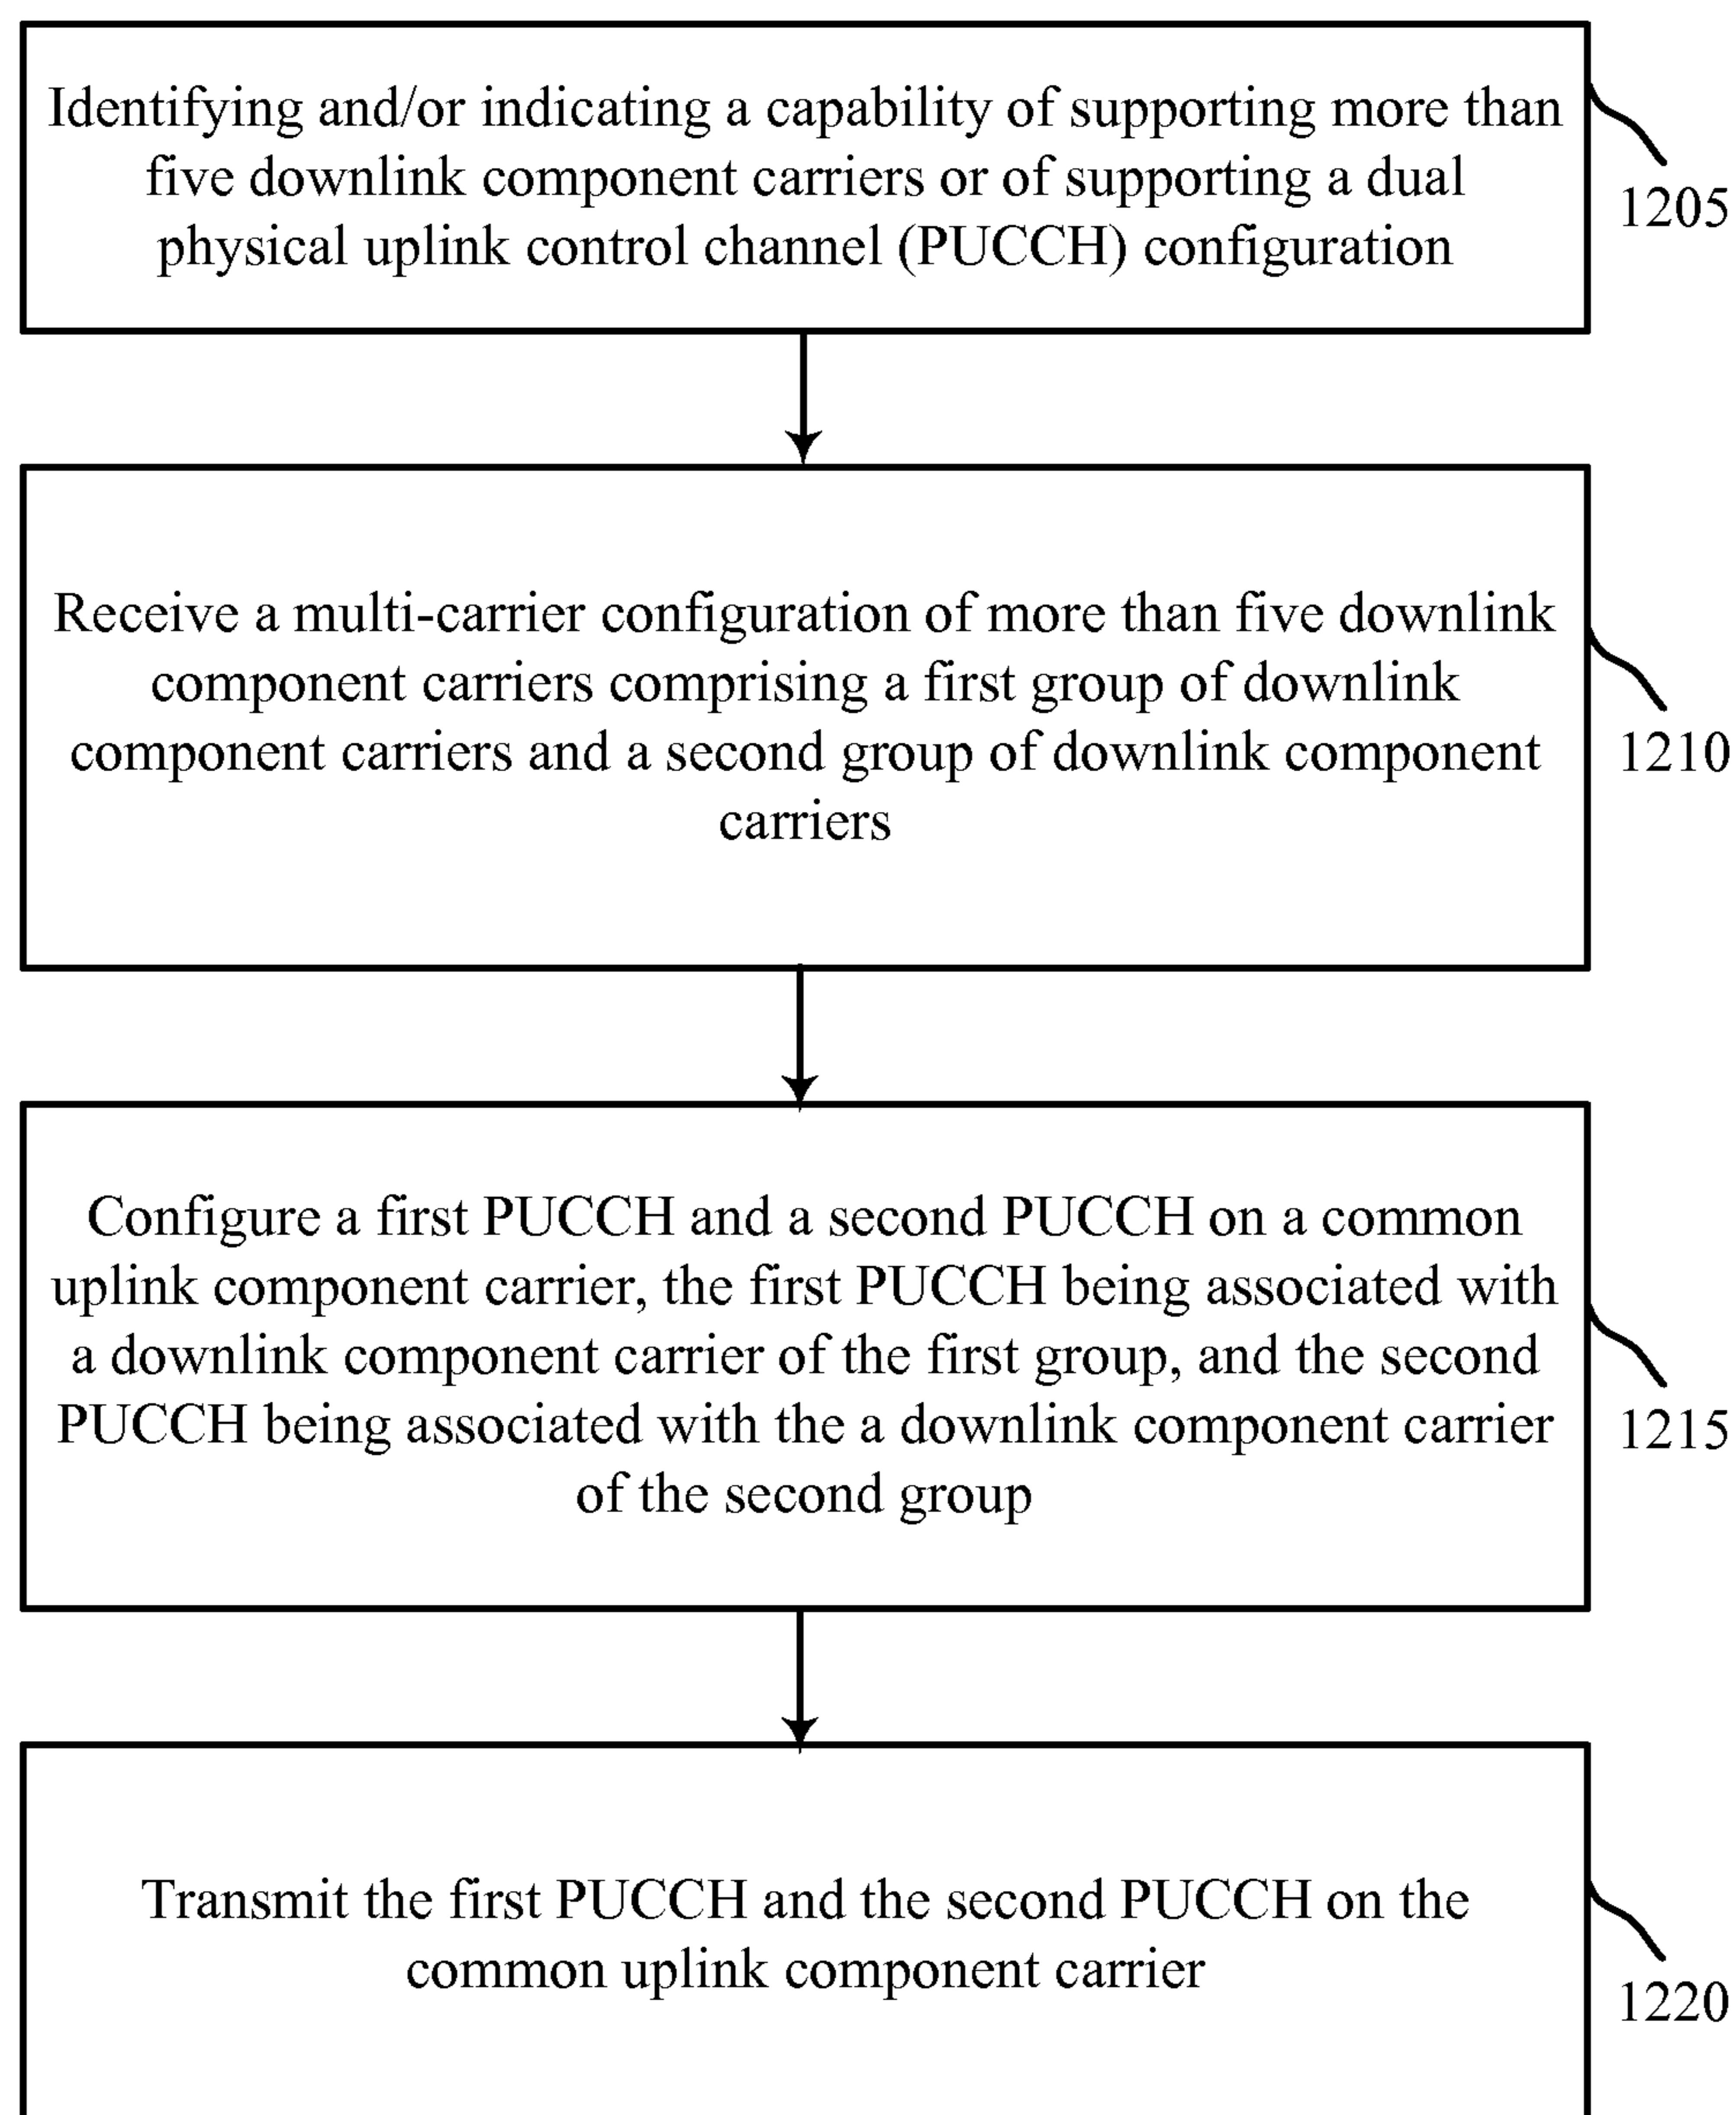 Identifying and/or indicating a capability of supporting more than
five downlink component carriers or of supporting a dual
physical uplink control channel (PUCCH) configuration
1205
Receive a multi-carrier configuration of more than five downlink
component carriers comprising a first group of downlink
component carriers and a second group of downlink component
carriers
1210
Configure a first PUCCH and a second PUCCH on a common
uplink component carrier, the first PUCCH being associated with
a downlink component carrier of the first group, and the second
PUCCH being associated with the a downlink component carrier
of the second group
1215
Transmit the first PUCCH and the second PUCCH on the
common uplink component carrier
1220